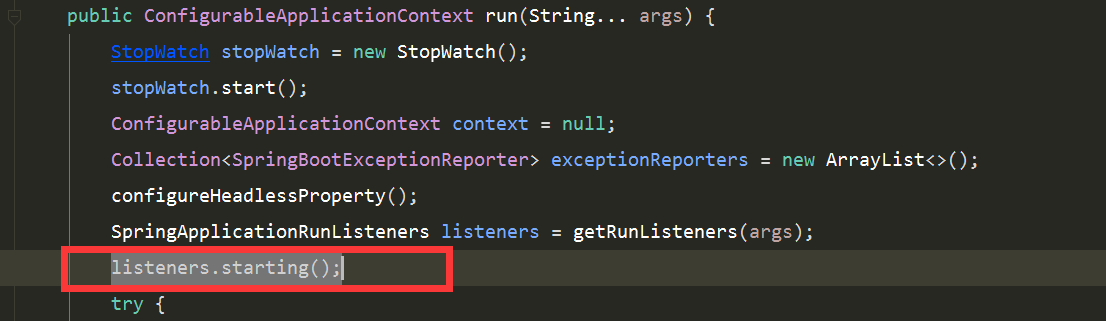 public ConfigurableApplicationContext run(String... args) {
StopWatch stopWatch = new StopWatch();
stopWatch.start();
ConfigurableApplicationContext context = null;
Collection<SpringBootExceptionReporter> exceptionReporters = new ArrayList<>();
configureHeadlessProperty();
SpringApplicationRunListeners listeners = getRunListeners(args);
listeners.starting();
try {